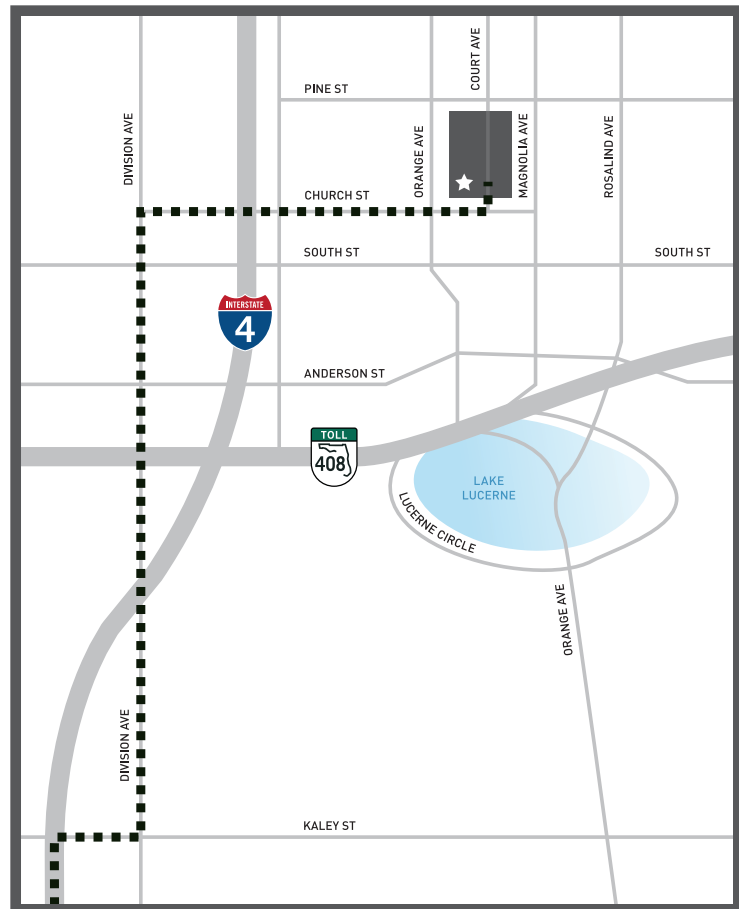 COURT AVE
PINE ST
DIVISION AVE
ORANGE AVE
MAGNOLIA AVE
ROSALIND AVE
CHURCH ST
SOUTH ST
SOUTH ST
INTERSTATE
4
ANDERSON ST
TOLL
408
LAKE
LUCERNE
LUCERNE CIRCLE
ORANGE AVE
DIVISION AVE
KALEY ST